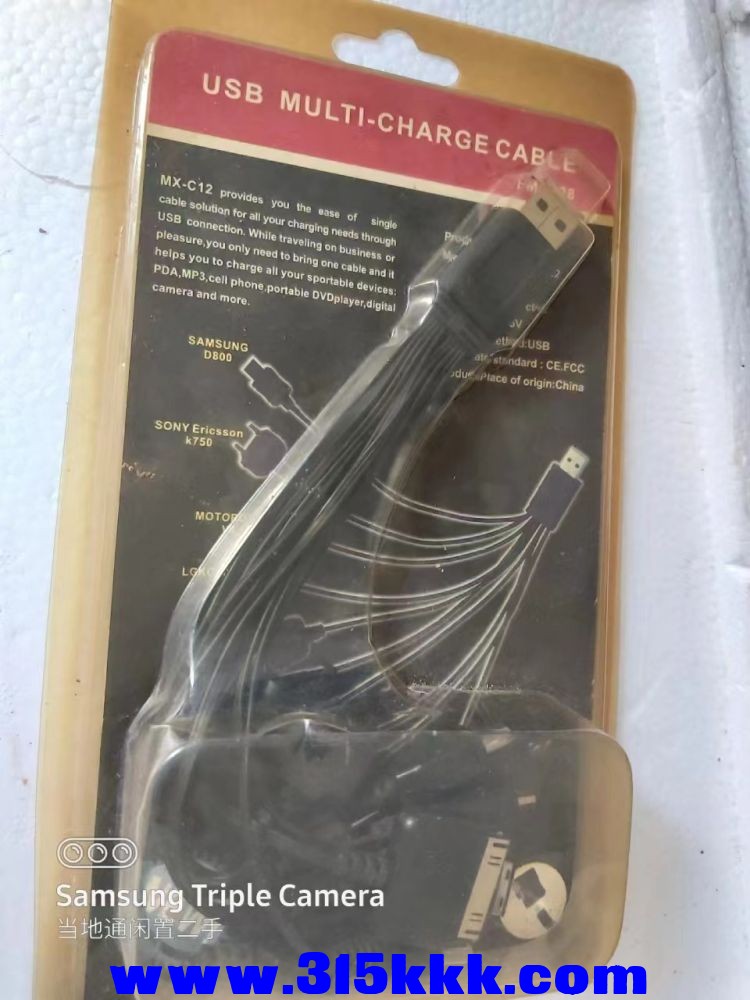 USB MULTI-CHARGE CABLE
MX-C12 provides you the ease of single
cable solution for all your charging needs through
USB connection. While traveling on business or
pleasure,you only need to bring one cable and it
helps you to charge all your sportable devices:
PDA,MP3,cell phone,portable DVDplayer,digital
camera and more.
:USB
standard : CE.FCC
Place of origin:China
SAMSUNG
D800
SONY Ericsson
k750
Samsung Triple Camera
当地通闲置二手
www.315kkk.com